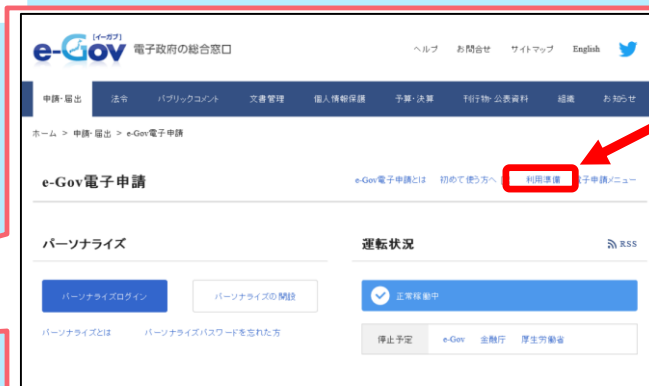 e-Gov [イーガブ] 電子政府の総合窓口
ヘルプ お問合せ サイトマップ English
申請・届出 法令 パブリックコメント 文書管理 個人情報保護 予算・決算 刊行物・公表資料 組織 お知らせ
ホーム > 申請・届出 > e-Gov電子申請
e-Gov電子申請
e-Gov電子申請とは 初めて使う方へ 利用準備 電子申請メニュー
パーソナライズ
運転状況
RSS
パーソナライズログイン
パーソナライズの開設
正常稼働中
パーソナライズとは パーソナライズパスワードを忘れた方
停止予定 e-Gov 金融庁 厚生労働省